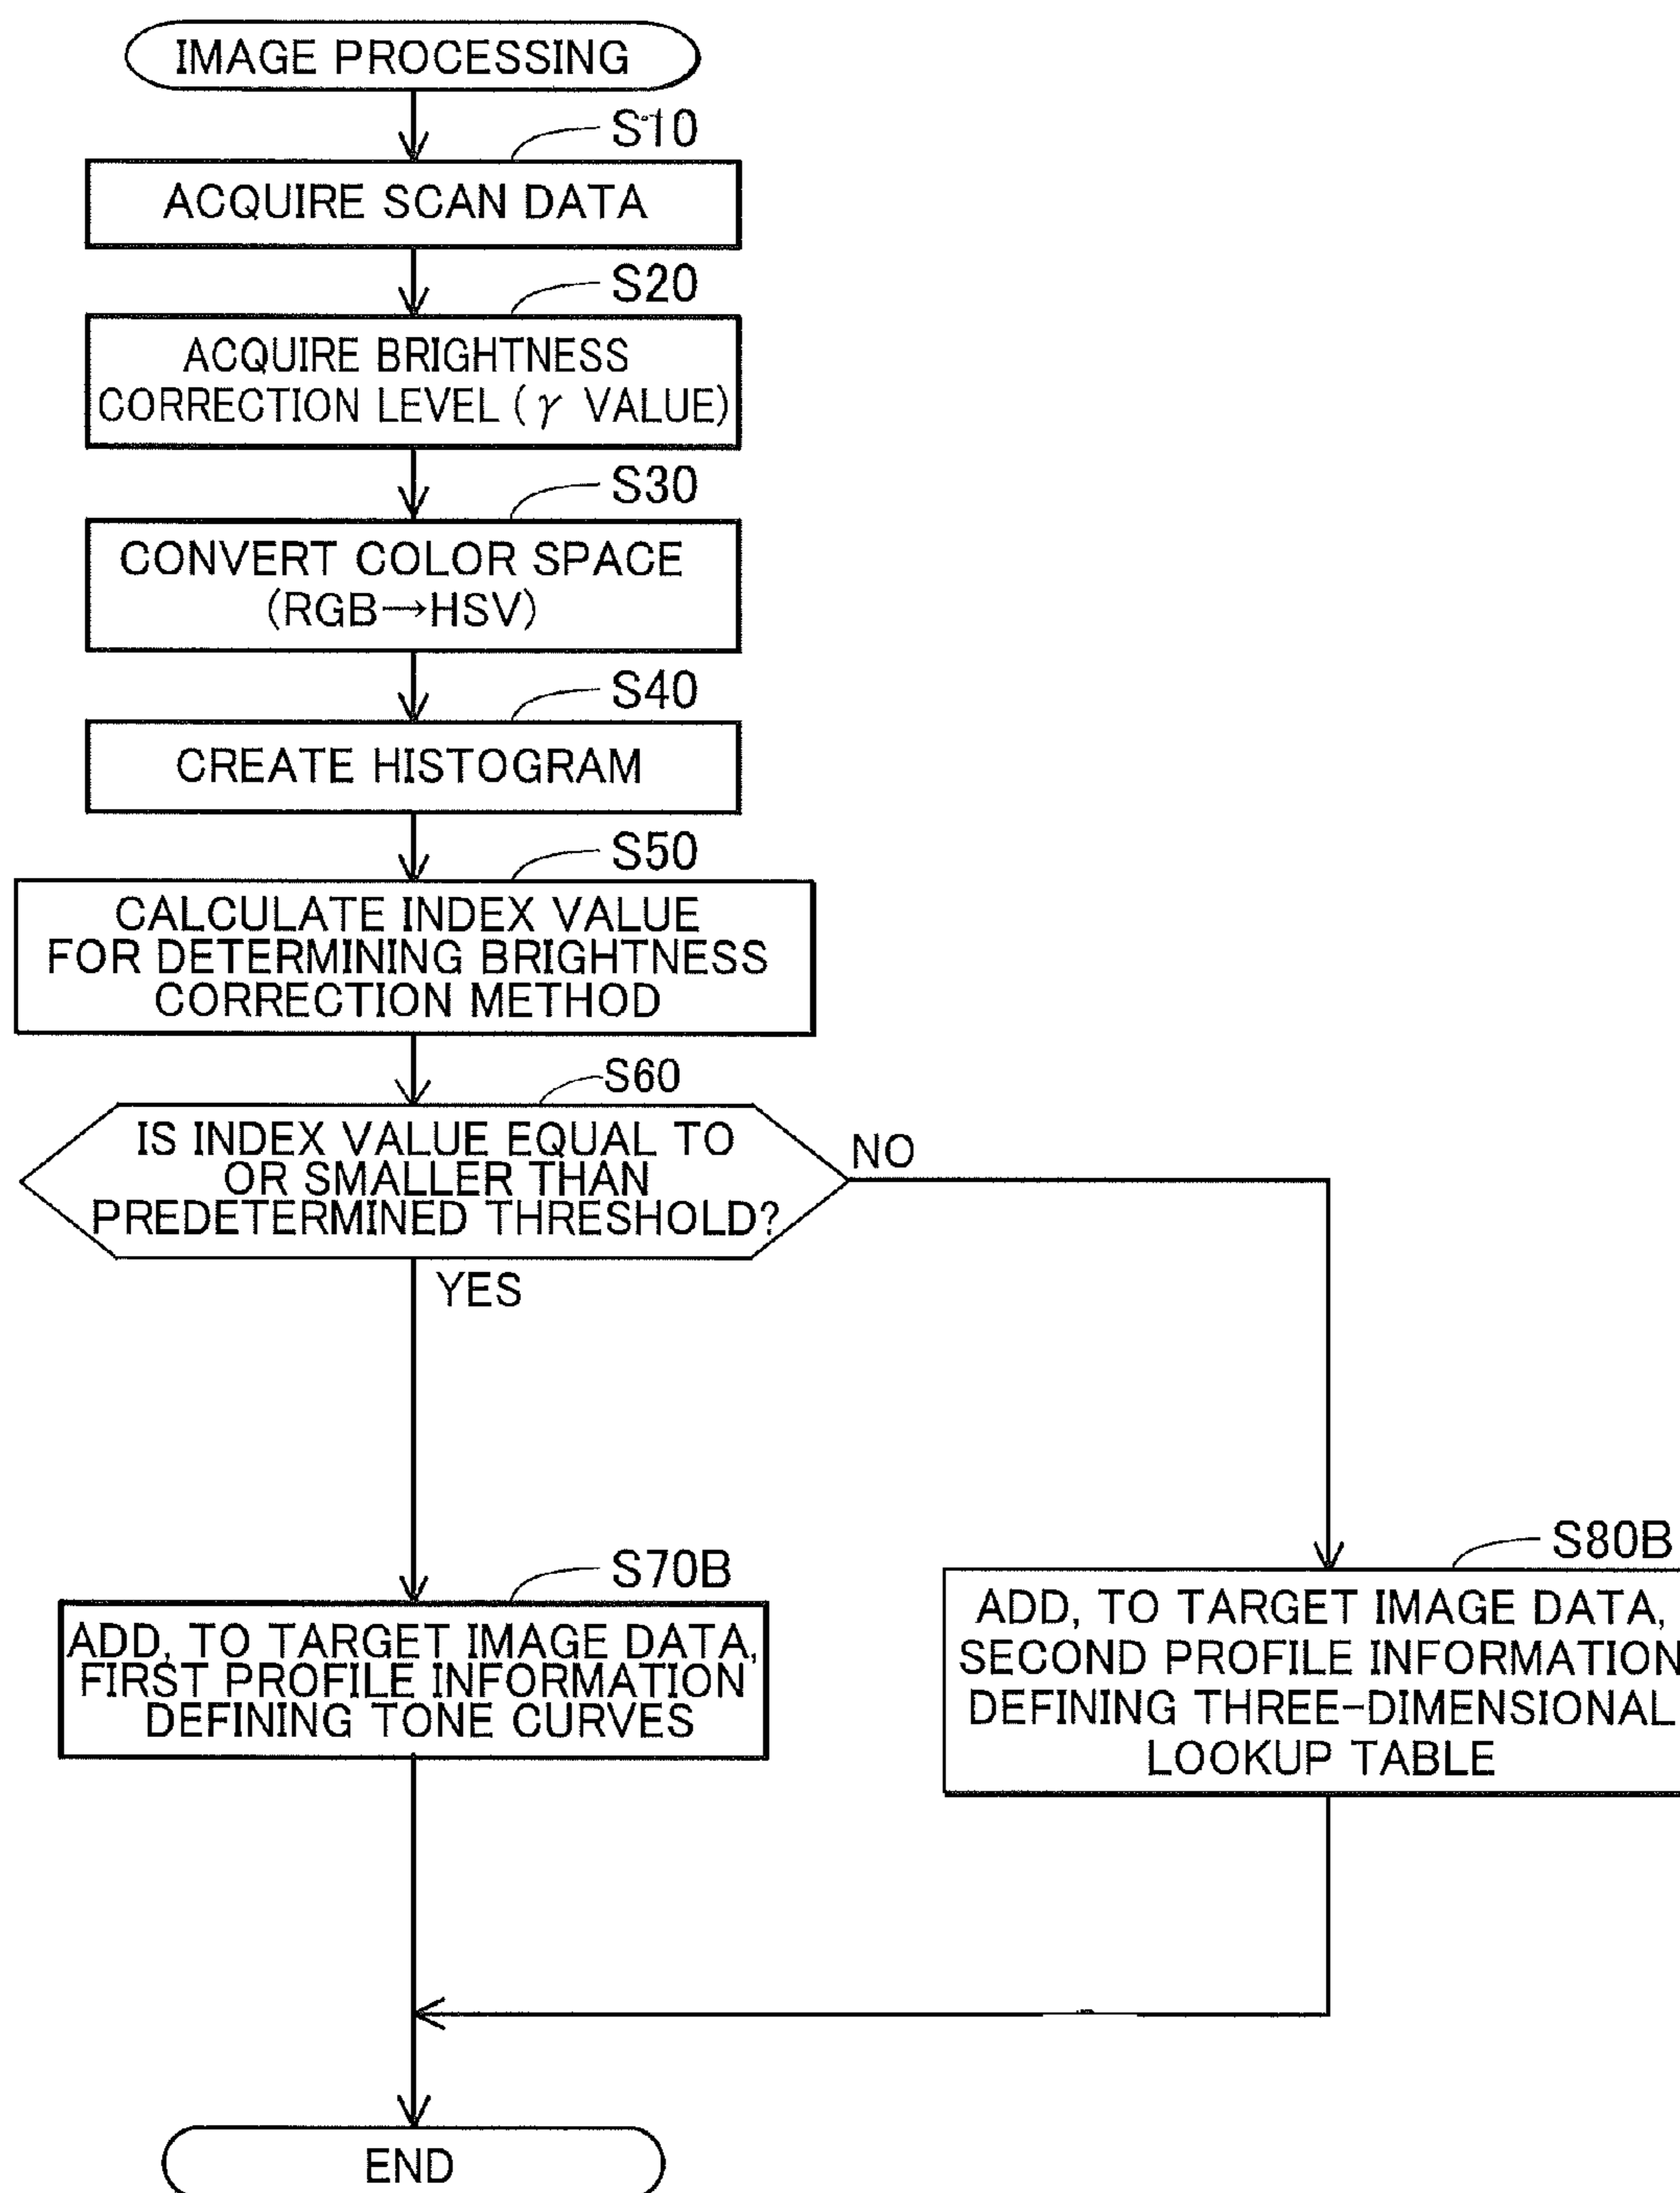 IMAGE PROCESSING
S10
ACQUIRE SCAN DATA
S20
ACQUIRE BRIGHTNESS
CORRECTION LEVEL (γ VALUE)
S30
CONVERT COLOR SPACE
(RGB→HSV)
S40
CREATE HISTOGRAM
S50
CALCULATE INDEX VALUE
FOR DETERMINING BRIGHTNESS
CORRECTION METHOD
S60
IS INDEX VALUE EQUAL TO
OR SMALLER THAN
PREDETERMINED THRESHOLD?
NO
YES
S70B
ADD, TO TARGET IMAGE DATA,
FIRST PROFILE INFORMATION
DEFINING TONE CURVES
S80B
ADD, TO TARGET IMAGE DATA,
SECOND PROFILE INFORMATION
DEFINING THREE-DIMENSIONAL
LOOKUP TABLE
END